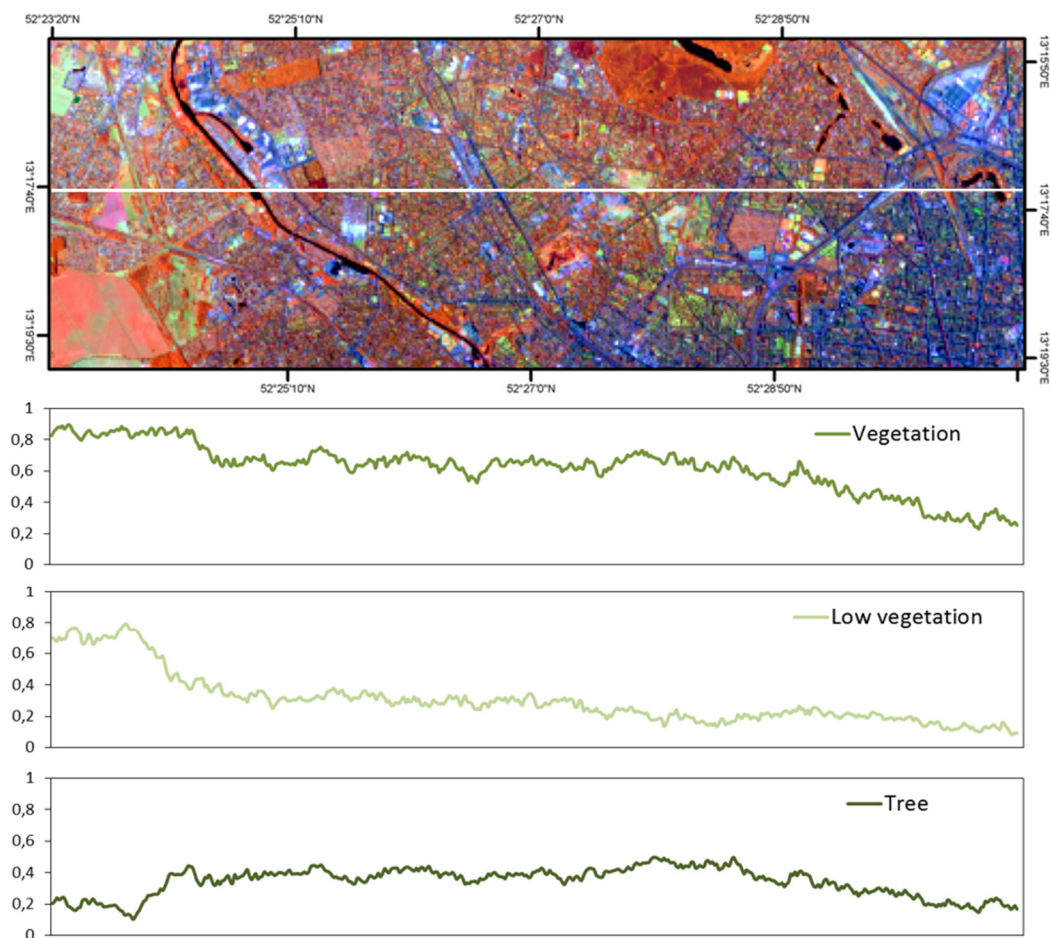 52°23'20"N 52°25'10"N 52°27'0"N 52°28'50"N
13°15'50"E
13°17'40"E 13°17'40"E
13°19'30"E 13°19'30"E
52°25'10"N 52°27'0"N 52°28'50"N
1
0,8 Vegetation
0,6
0,4
0,2
0
1
0,8 Low vegetation
0,6
0,4
0,2
0
1
0,8 Tree
0,6
0,4
0,2
0